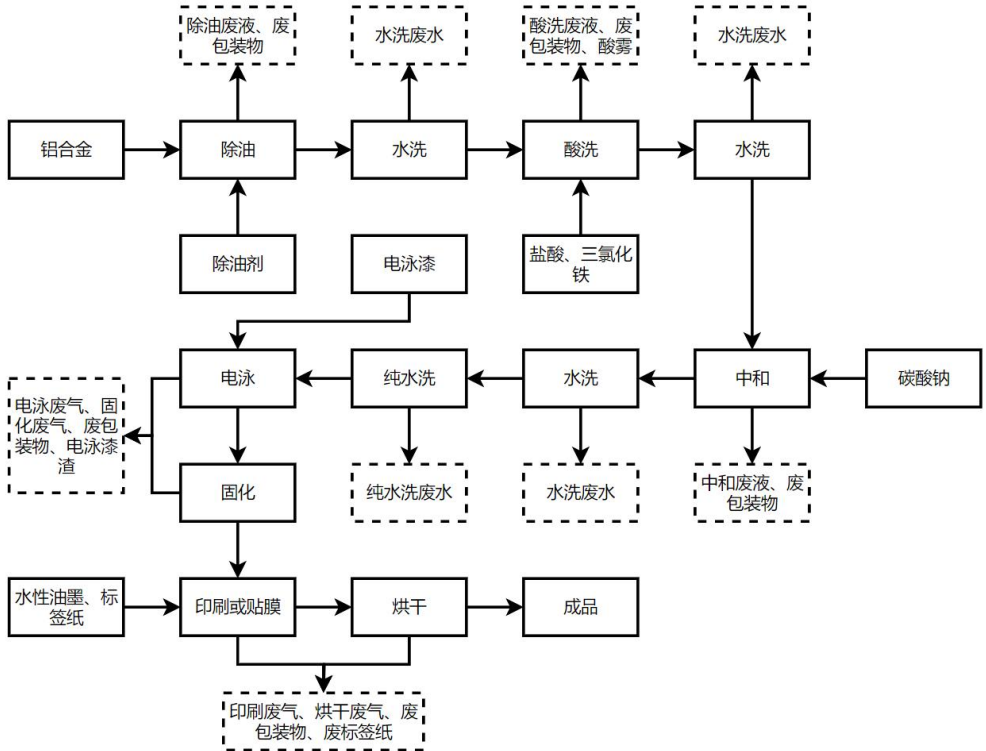 除油废液、废
包装物
水洗废水
酸洗废液、废
包装物、酸雾
水洗废水
铝合金
除油
水洗
酸洗
水洗
除油剂
电泳漆
盐酸、三氯化
铁
电泳
纯水洗
水洗
中和
碳酸钠
电泳废气、固
化废气、废包
装物、电泳漆
渣
固化
纯水洗废水
水洗废水
中和废液、废
包装物
水性油墨、标
签纸
印刷或贴膜
烘干
成品
印刷废气、烘干废气、废
包装物、废标签纸